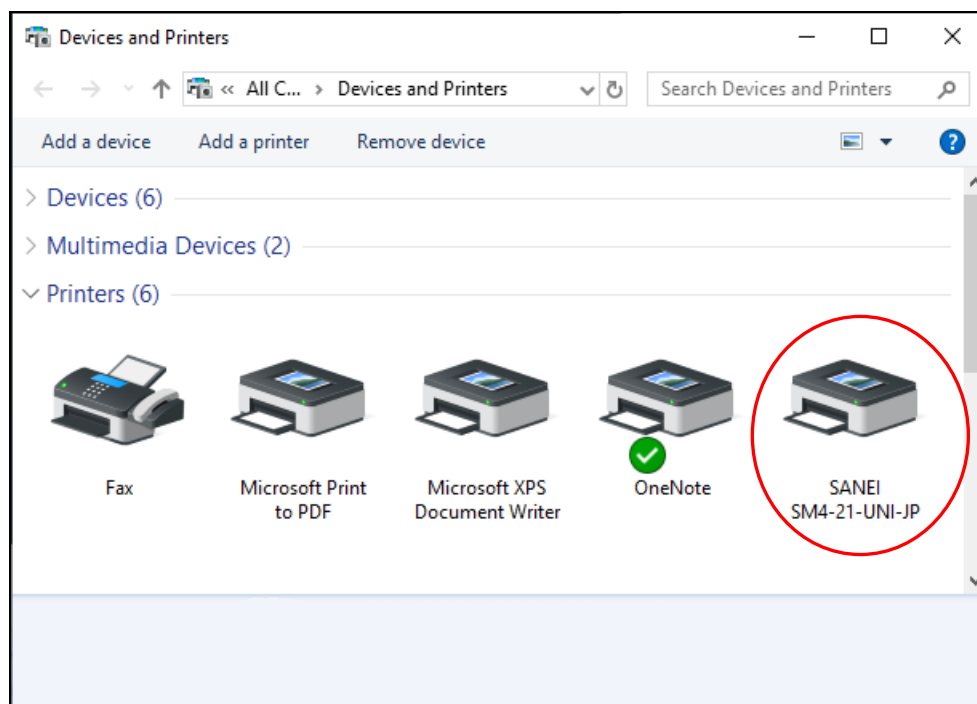 Devices and Printers
« All C... > Devices and Printers
Search Devices and Printers
Add a device Add a printer Remove device
?
Devices (6)
Multimedia Devices (2)
Printers (6)
Fax
Microsoft Print
to PDF
Microsoft XPS
Document Writer
OneNote
SANEI
SM4-21-UNI-JP